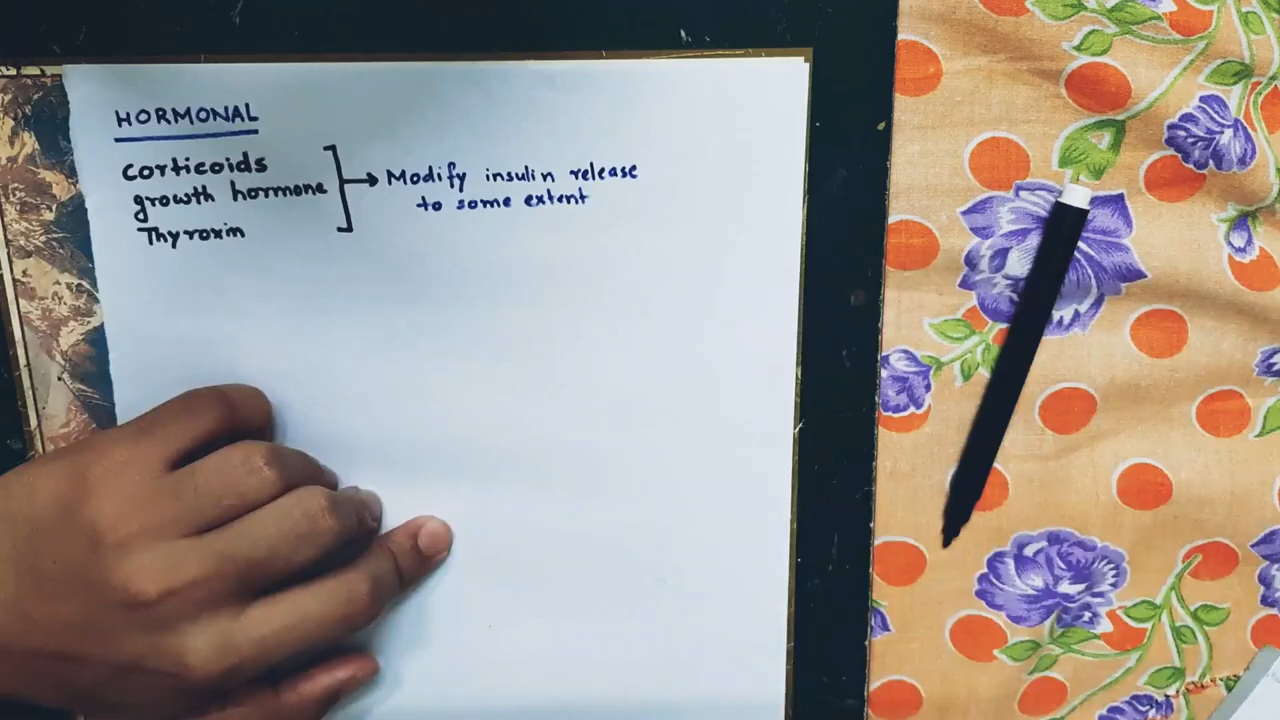 HORMONAL
corticoids
growth hormone
Thyroxin
Modify insulin release
to some extent